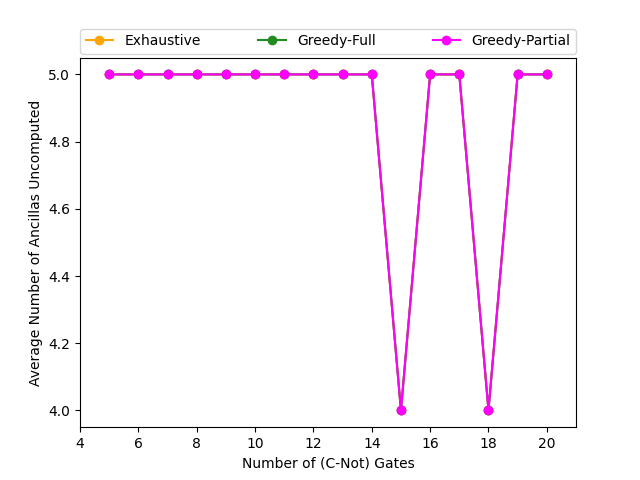 Exhaustive Greedy-Full Greedy-Partial
Average Number of Ancillas Uncomputed
5.0
4.8
4.6
4.4
4.2
4.0
4 6 8 10 12 14 16 18 20
Number of (C-Not) Gates